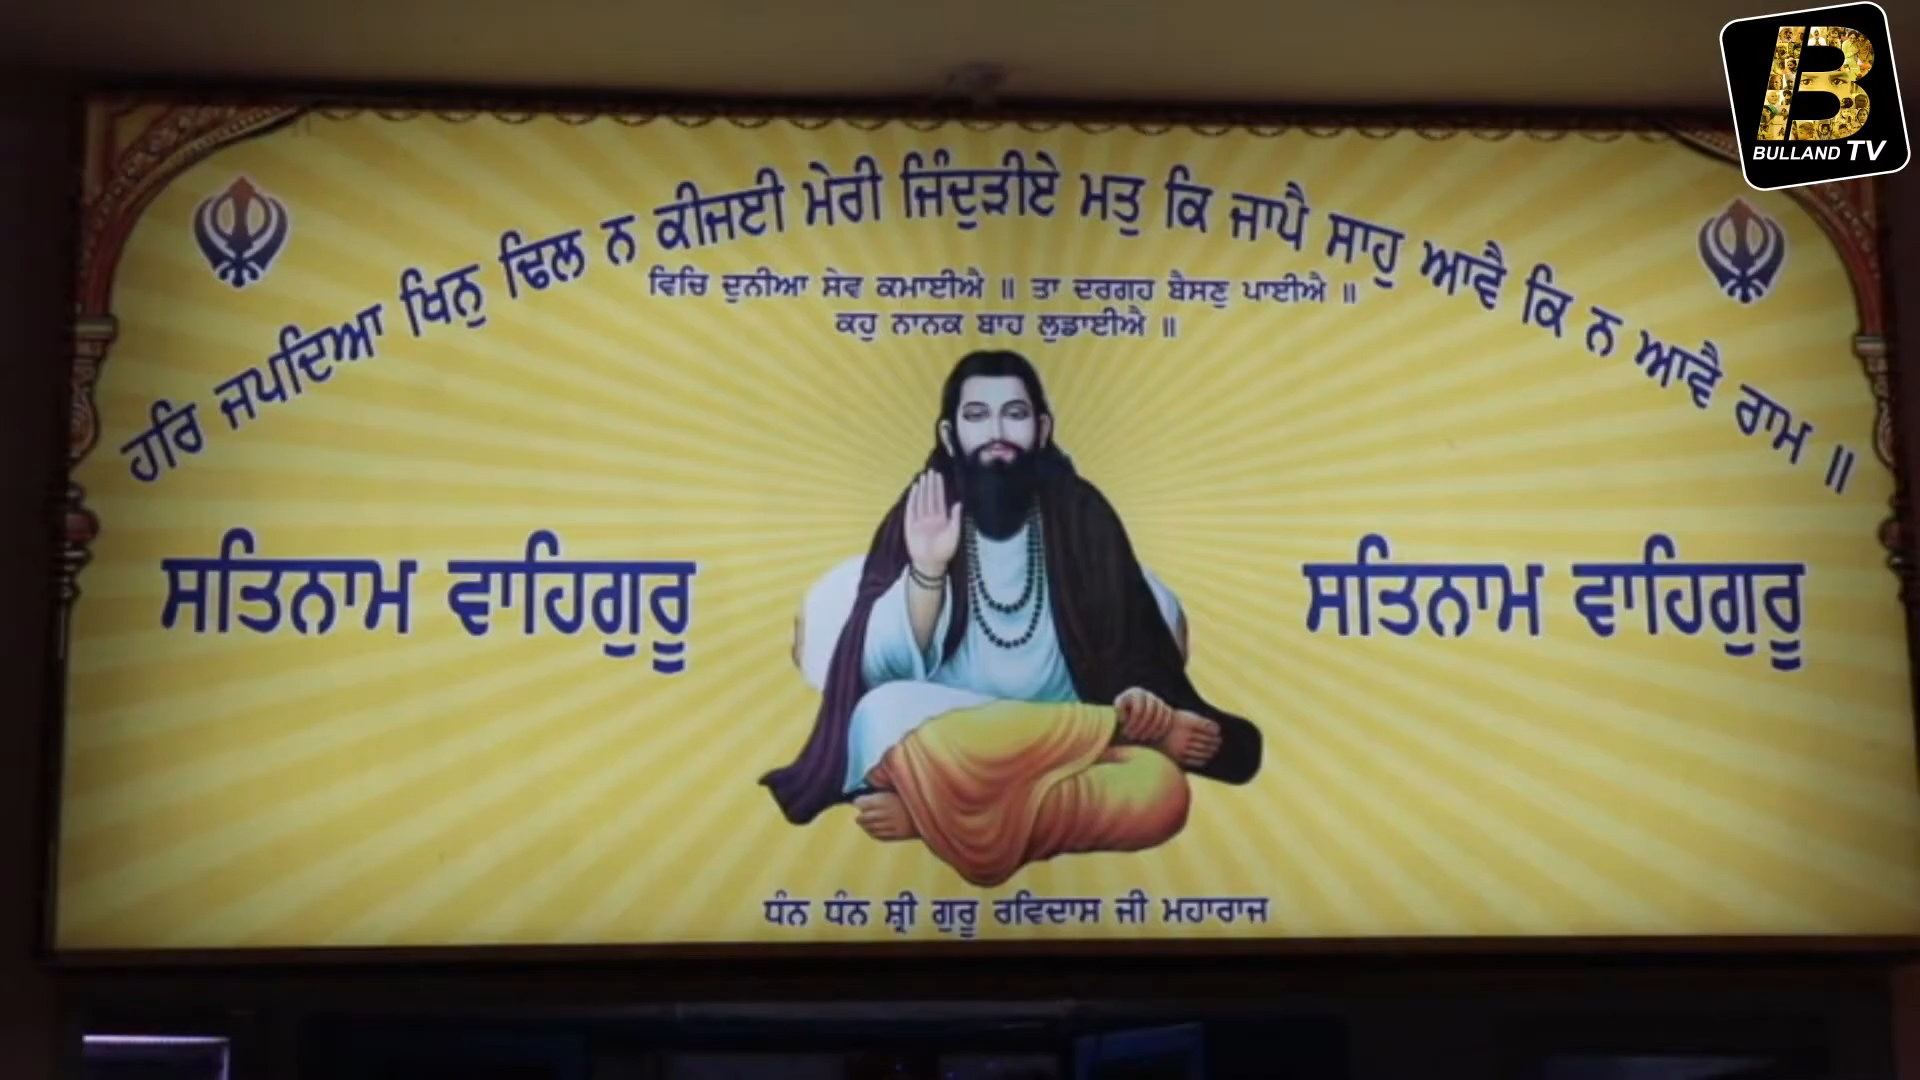 BULLAND TV
ਹਰਿ ਜਪਦਿਆ ਖਿਨੁ ਢਿਲ ਨ ਕੀਜਈ ਮੇਰੀ ਜਿੰਦੁੜੀਏ ਮਤੁ ਕਿ ਜਾਪੈ ਸਾਹੁ ਆਵੈ ਕਿ ਨ ਆਵੈ ਰਾਮ ॥
ਵਿਚਿ ਦੁਨੀਆ ਸੇਵ ਕਮਾਈਐ ॥ ਤਾ ਦਰਗਹ ਬੈਸਣੁ ਪਾਈਐ ॥
ਕਹੁ ਨਾਨਕ ਬਾਹ ਲੁਡਾਈਐ ॥
ਸਤਿਨਾਮ ਵਾਹਿਗੁਰੂ
ਸਤਿਨਾਮ ਵਾਹਿਗੁਰੂ
ਧੰਨ ਧੰਨ ਸ਼੍ਰੀ ਗੁਰੂ ਰਵਿਦਾਸ ਜੀ ਮਹਾਰਾਜ